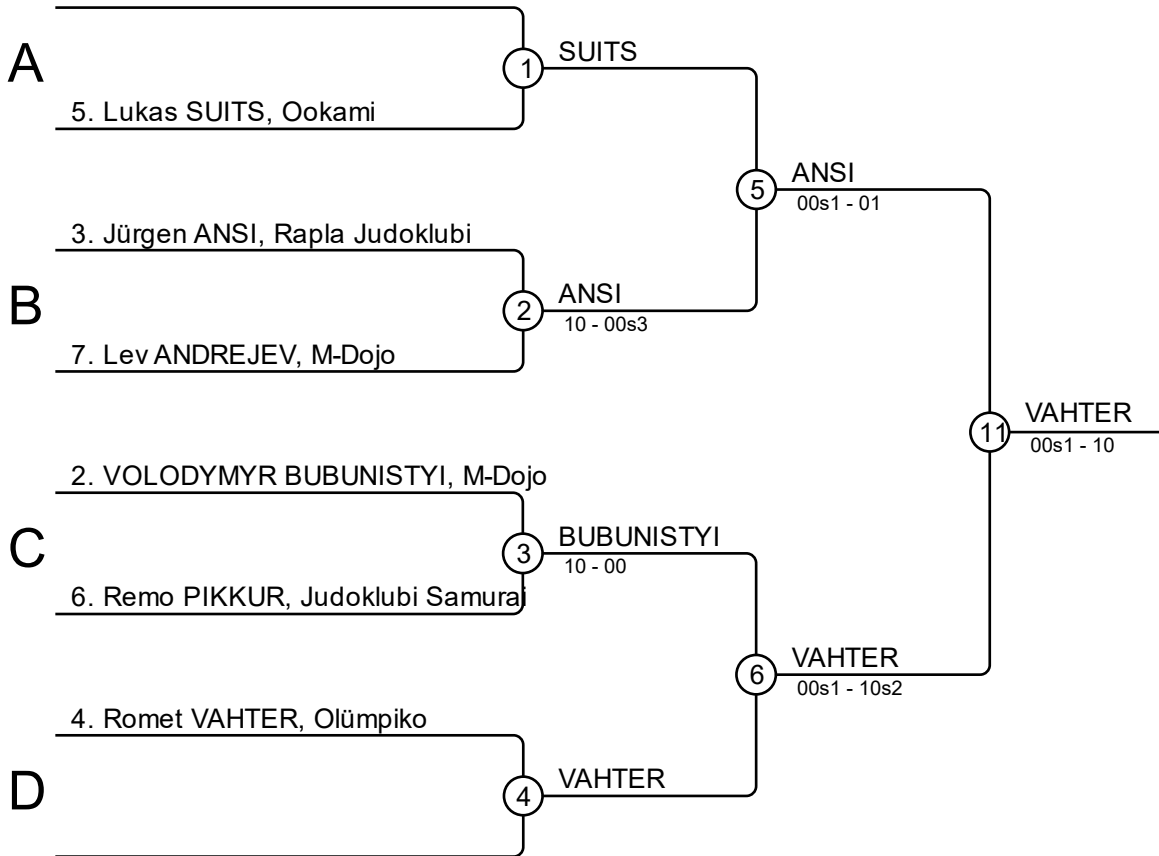 A
1
SUITS
5. Lukas SUITS, Ookami
5
ANSI
00s1 - 01
3. Jürgen ANSI, Rapla Judoklubi
B
2
ANSI
10 - 00s3
7. Lev ANDREJEV, M-Dojo
11
VAHTER
00s1 - 10
2. VOLODYMYR BUBUNISTYI, M-Dojo
C
3
BUBUNISTYI
10 - 00
6. Remo PIKKUR, Judoklubi Samurai
6
VAHTER
00s1 - 10s2
4. Romet VAHTER, Olümpiko
D
4
VAHTER